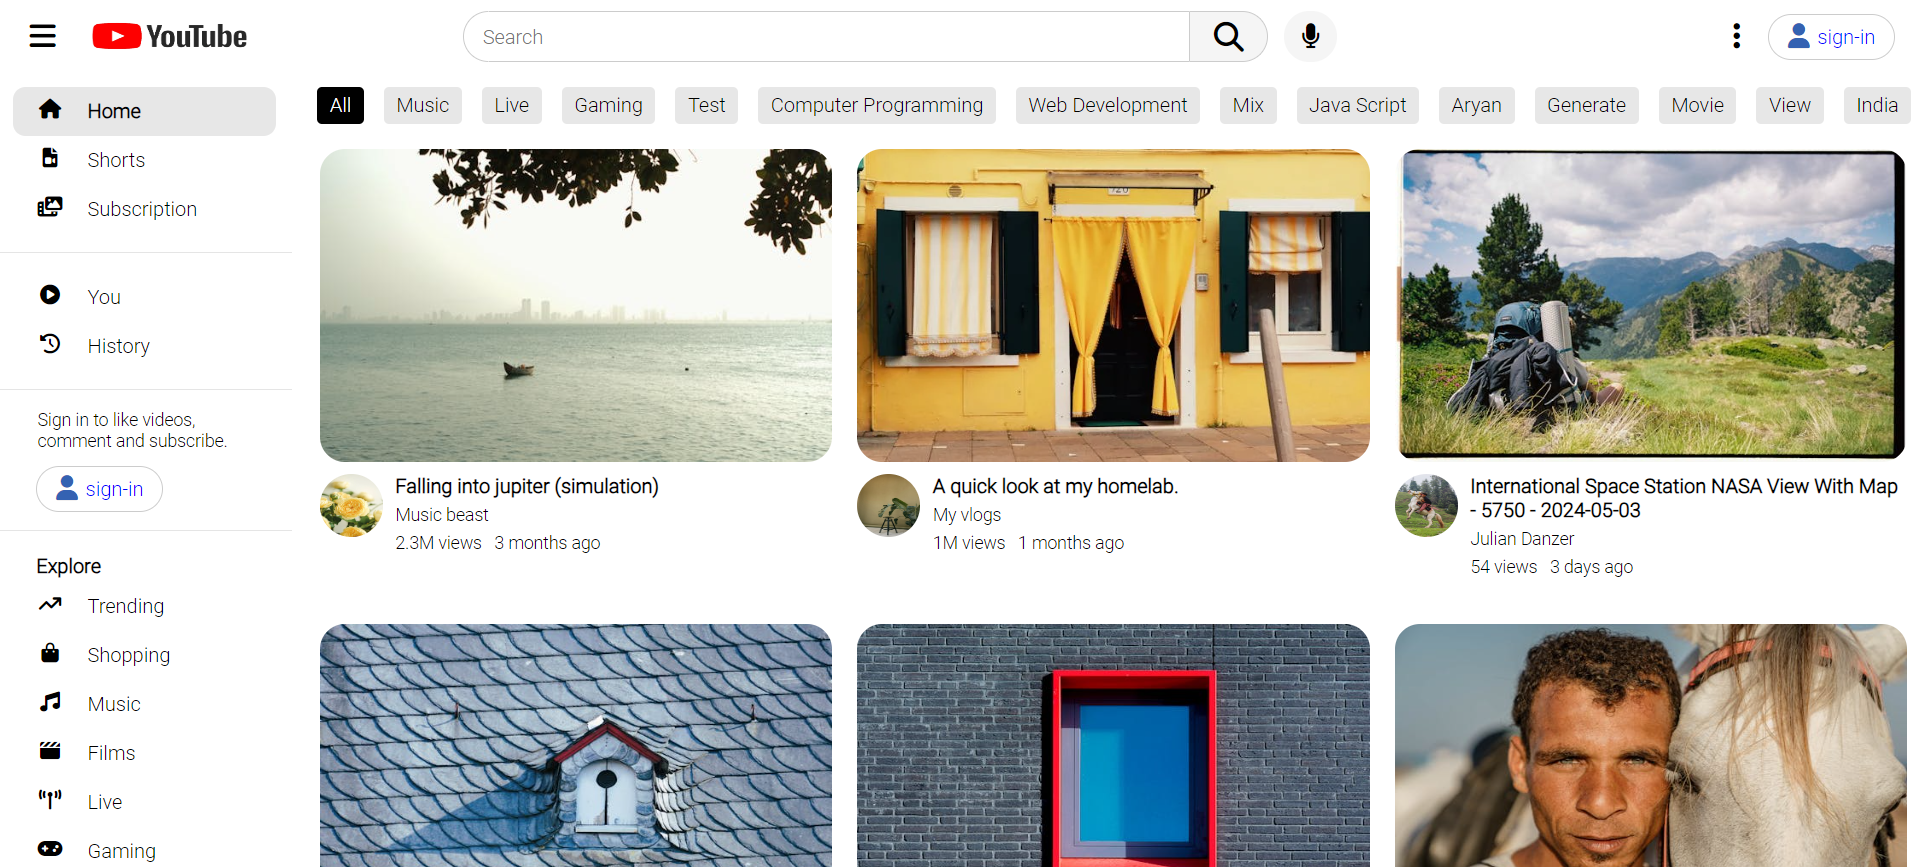 YouTube
Search
sign-in
Home
Shorts
Subscription
You
History
Sign in to like videos,
comment and subscribe.
sign-in
Explore
Trending
Shopping
Music
Films
Live
Gaming
All Music Live Gaming Test Computer Programming Web Development Mix Java Script Aryan Generate Movie View India
Falling into jupiter (simulation)
Music beast
2.3M views 3 months ago
A quick look at my homelab.
My vlogs
1M views 1 months ago
International Space Station NASA View With Map
- 5750 - 2024-05-03
Julian Danzer
54 views 3 days ago